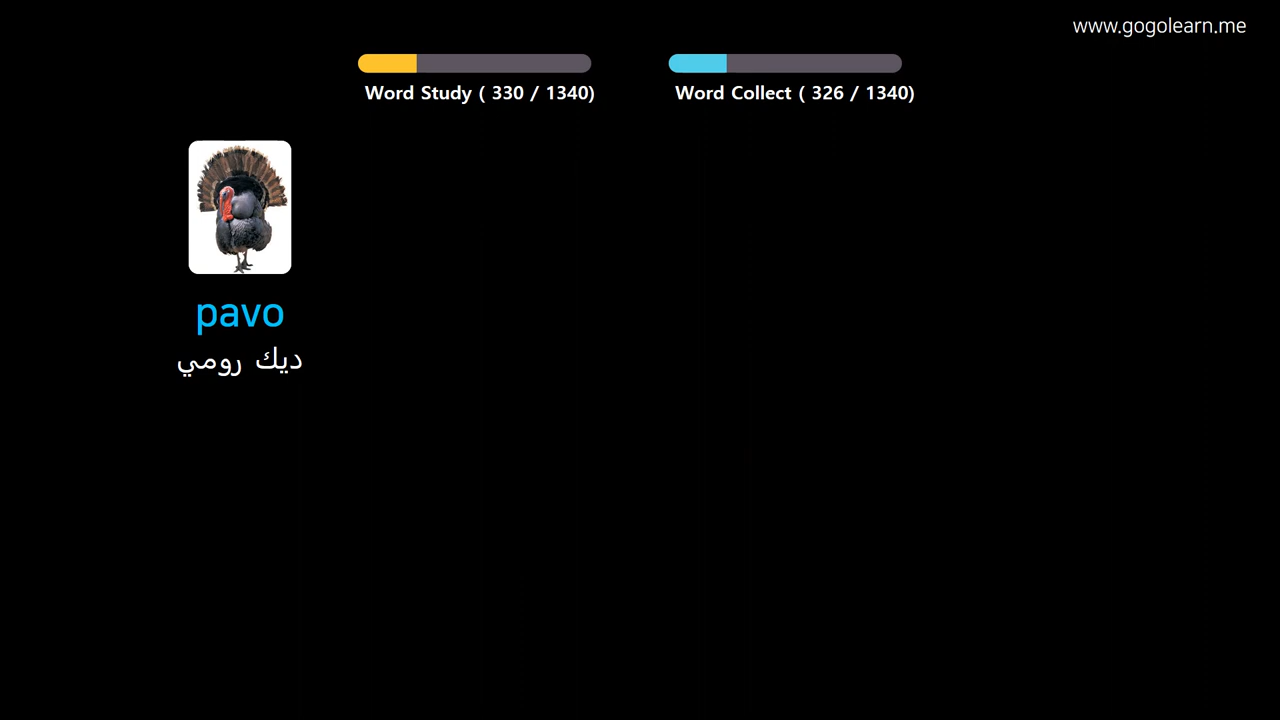 www.gogolearn.me
Word Study ( 330 / 1340)
Word Collect ( 326 / 1340)
pavo
ديك رومي